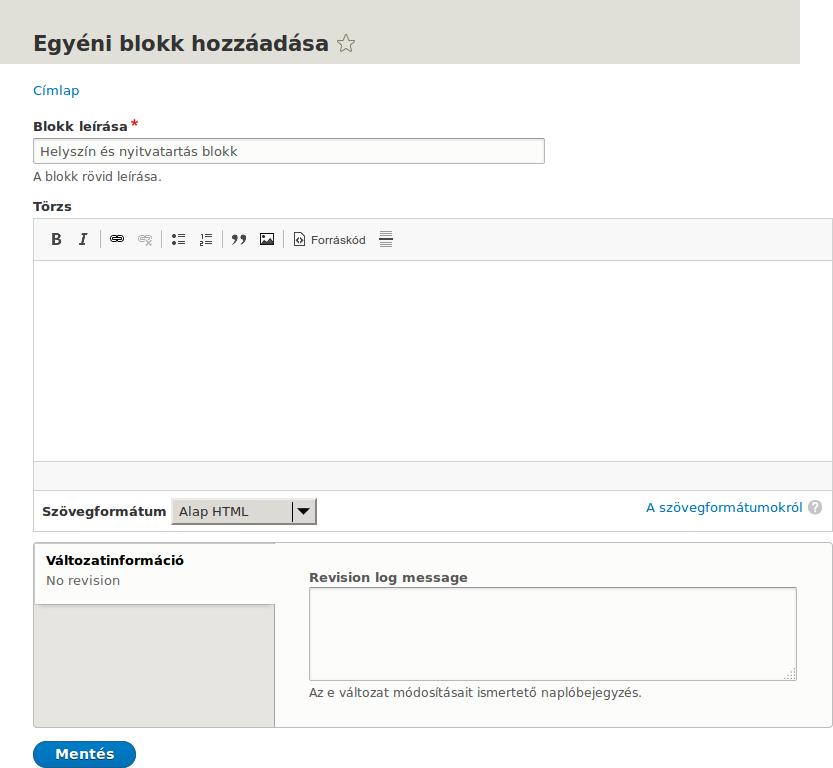 Egyéni blokk hozzáadása
Címlap
Blokk leírása *
Helyszín és nyitvatartás blokk
A blokk rövid leírása.
Törzs
B I Forráskód
Szövegformátum Alap HTML A szövegformátumokról ?
Változatinformáció
No revision
Revision log message
Az e változat módosításait ismertető naplóbejegyzés.
Mentés